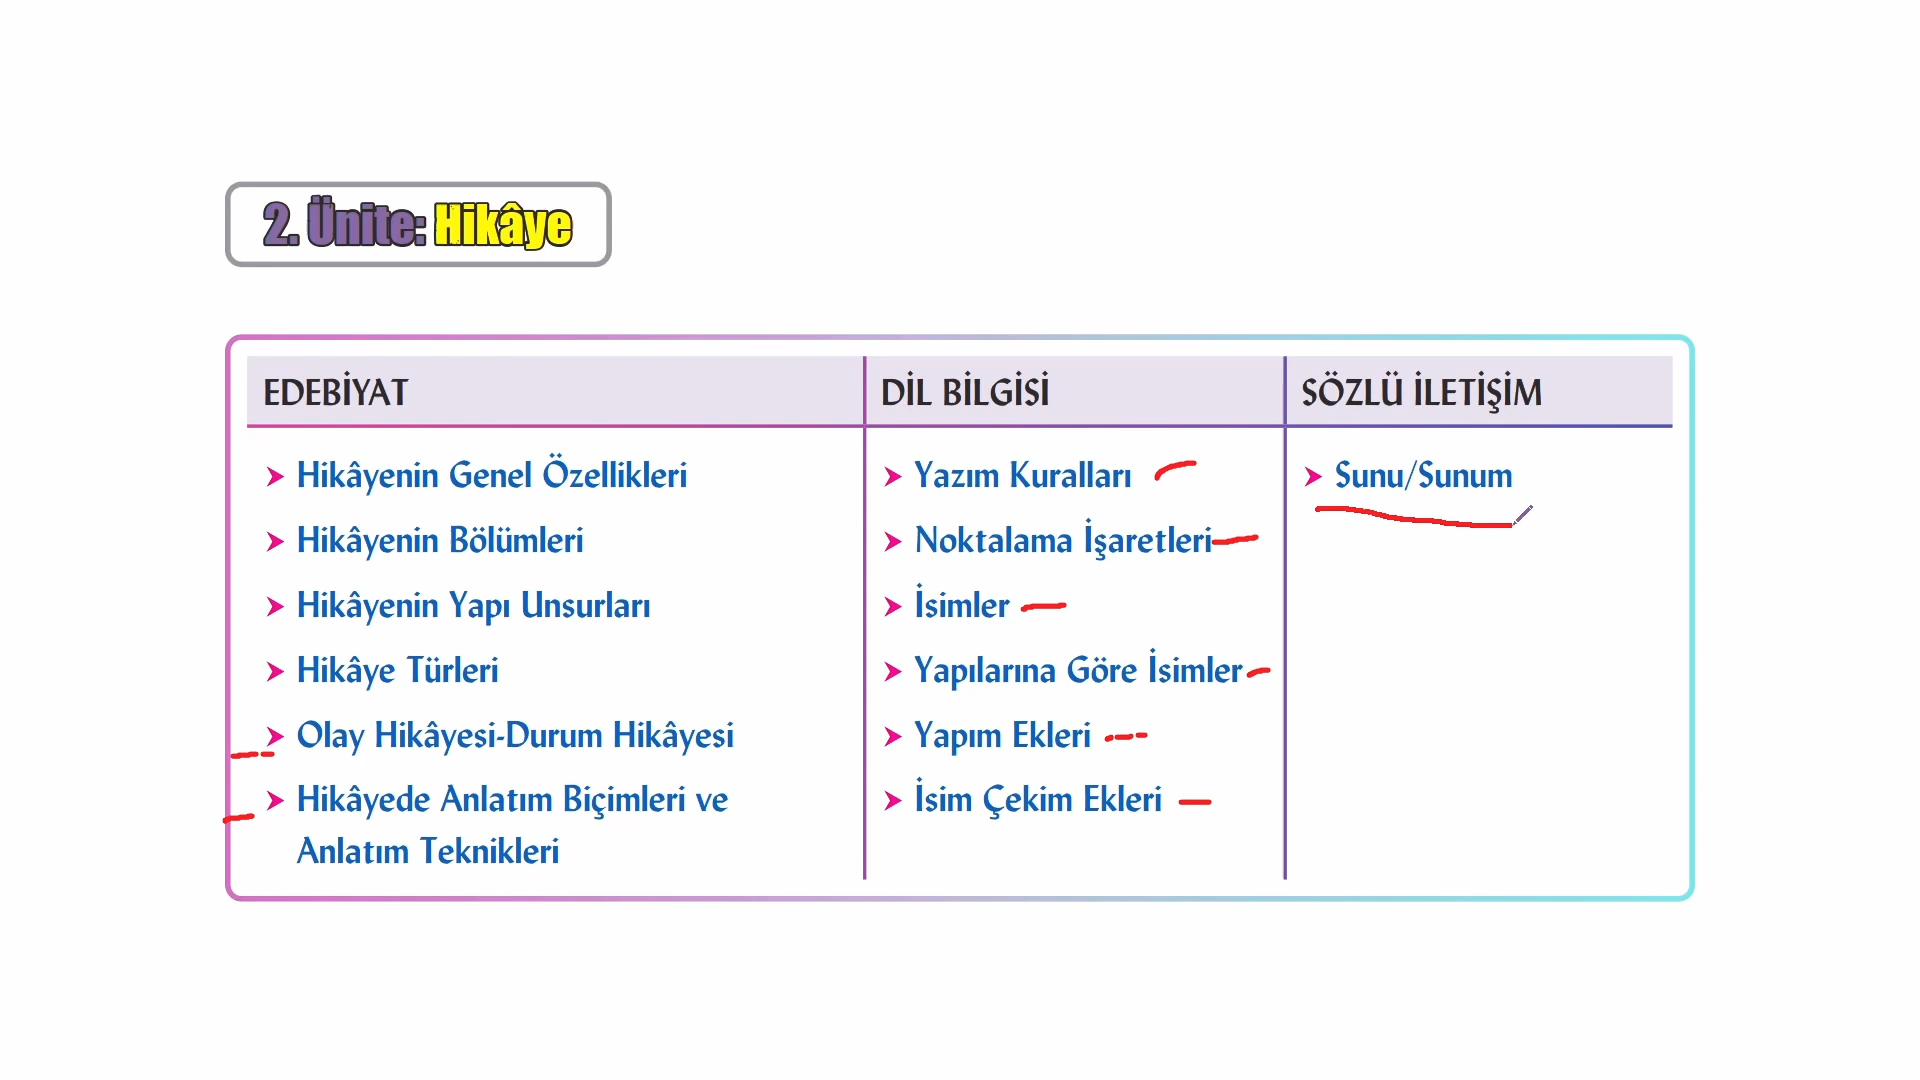 2. Ünite: Hikâye
EDEBİYAT
Hikâyenin Genel Özellikleri
Hikâyenin Bölümleri
Hikâyenin Yapı Unsurları
Hikâye Türleri
Olay Hikâyesi-Durum Hikâyesi
Hikâyede Anlatım Biçimleri ve
Anlatım Teknikleri
DİL BİLGİSİ
Yazım Kuralları
Noktalama İşaretleri
İsimler
Yapılarına Göre İsimler
Yapım Ekleri
İsim Çekim Ekleri
SÖZLÜ İLETİŞİM
Sunu/Sunum